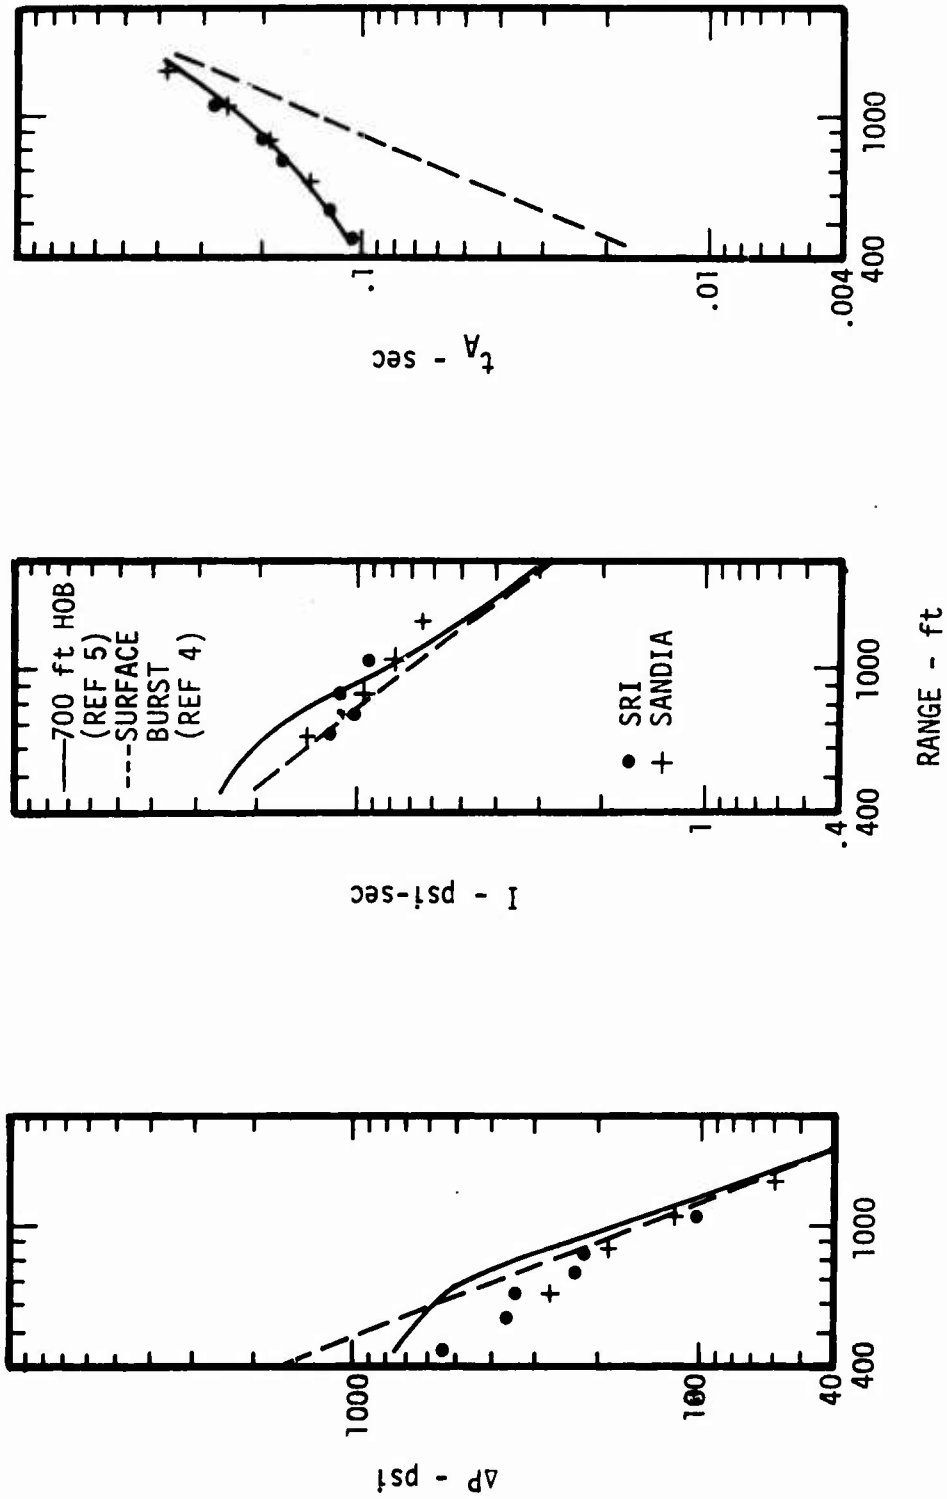 ΔP - psi
1000
100
40
400
1000
I - psi-sec
1
.4
400
1000
700 ft HOB
(REF 5)
SURFACE
BURST
(REF 4)
SRI
SANDIA
RANGE - ft
tA - sec
.1
.01
.004
400
1000